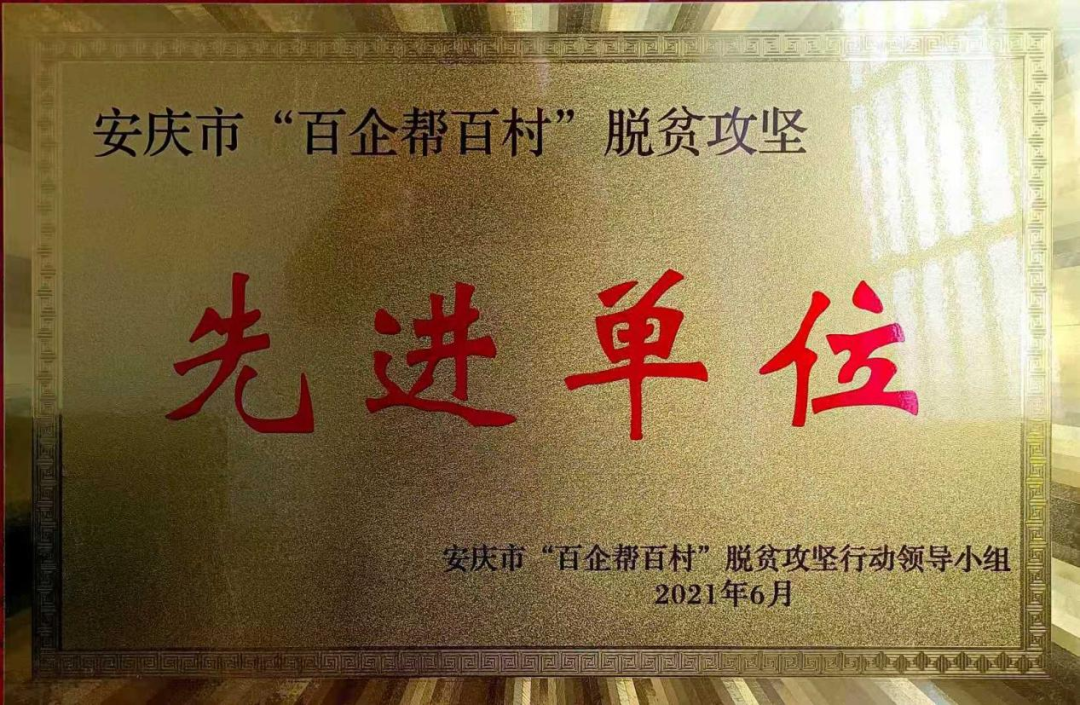 安庆市“百企帮百村”脱贫攻坚
先进单位
安庆市“百企帮百村”脱贫攻坚行动领导小组
2021年6月